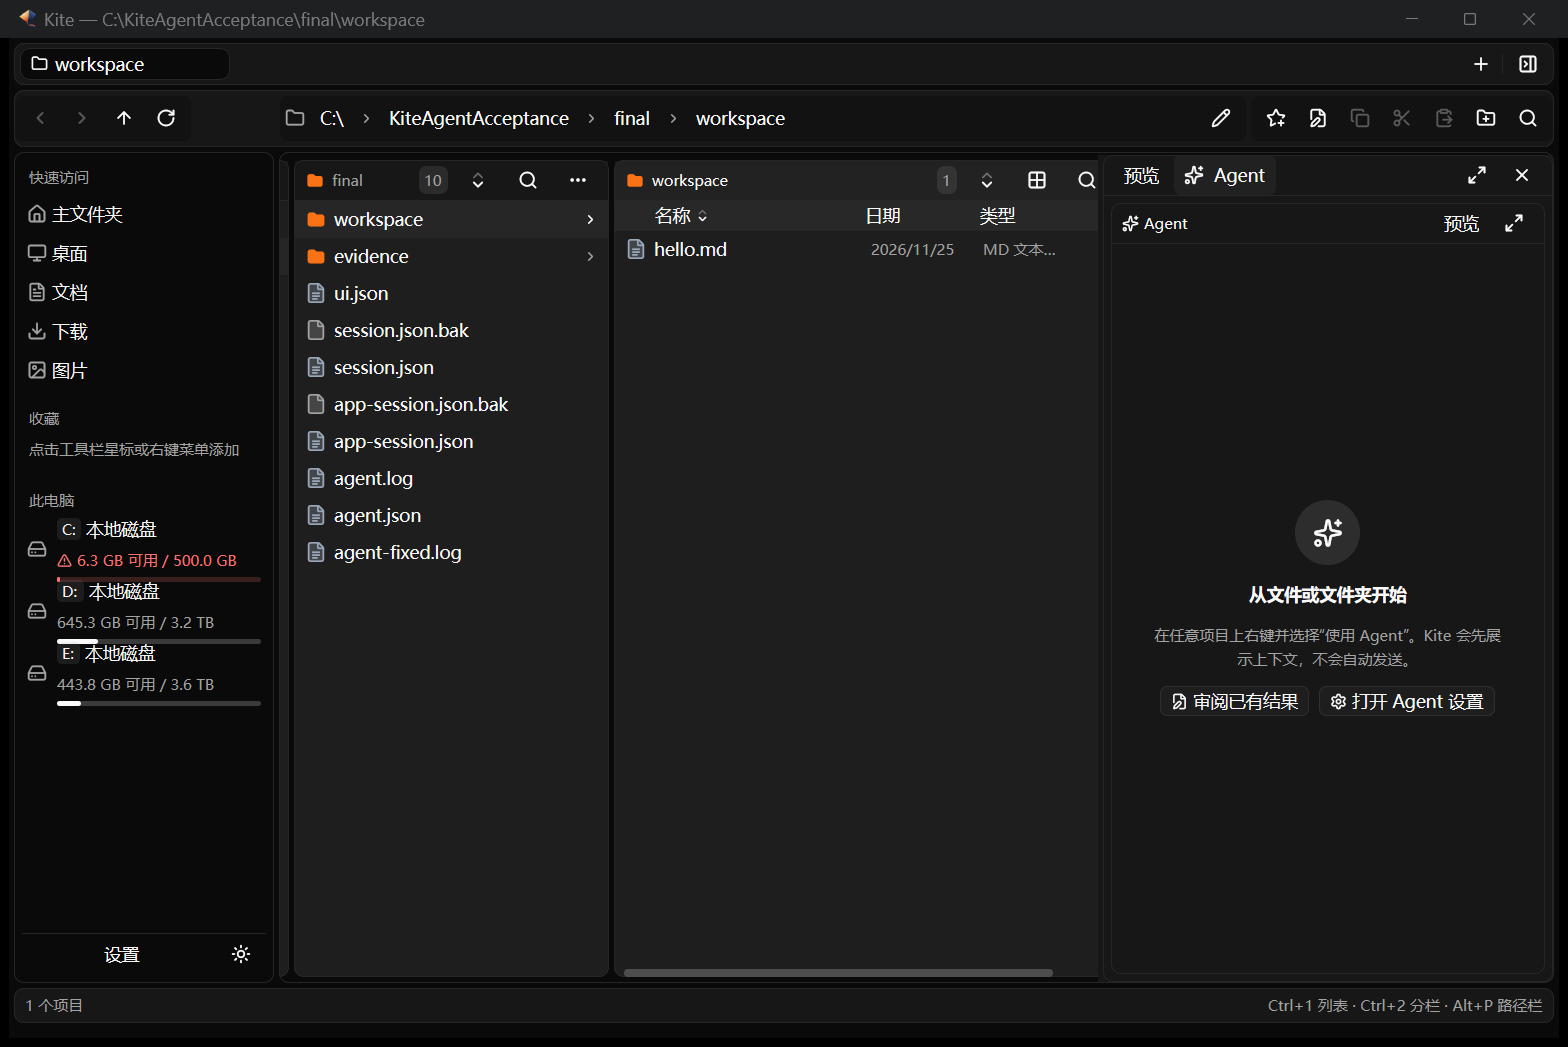 Kite — C:\KiteAgentAcceptance\final\workspace
workspace
C:\ › KiteAgentAcceptance › final › workspace
快速访问
主文件夹
桌面
文档
下载
图片
收藏
点击工具栏星标或右键菜单添加
此电脑
C: 本地磁盘
6.3 GB 可用 / 500.0 GB
D: 本地磁盘
645.3 GB 可用 / 3.2 TB
E: 本地磁盘
443.8 GB 可用 / 3.6 TB
设置
final 10
workspace
evidence
ui.json
session.json.bak
session.json
app-session.json.bak
app-session.json
agent.log
agent.json
agent-fixed.log
workspace 1
名称 日期 类型
hello.md 2026/11/25 MD 文本...
预览 Agent
Agent 预览
从文件或文件夹开始
在任意项目上右键并选择“使用 Agent”。Kite 会先展
示上下文，不会自动发送。
审阅已有结果 打开 Agent 设置
1 个项目
Ctrl+1 列表 · Ctrl+2 分栏 · Alt+P 路径栏